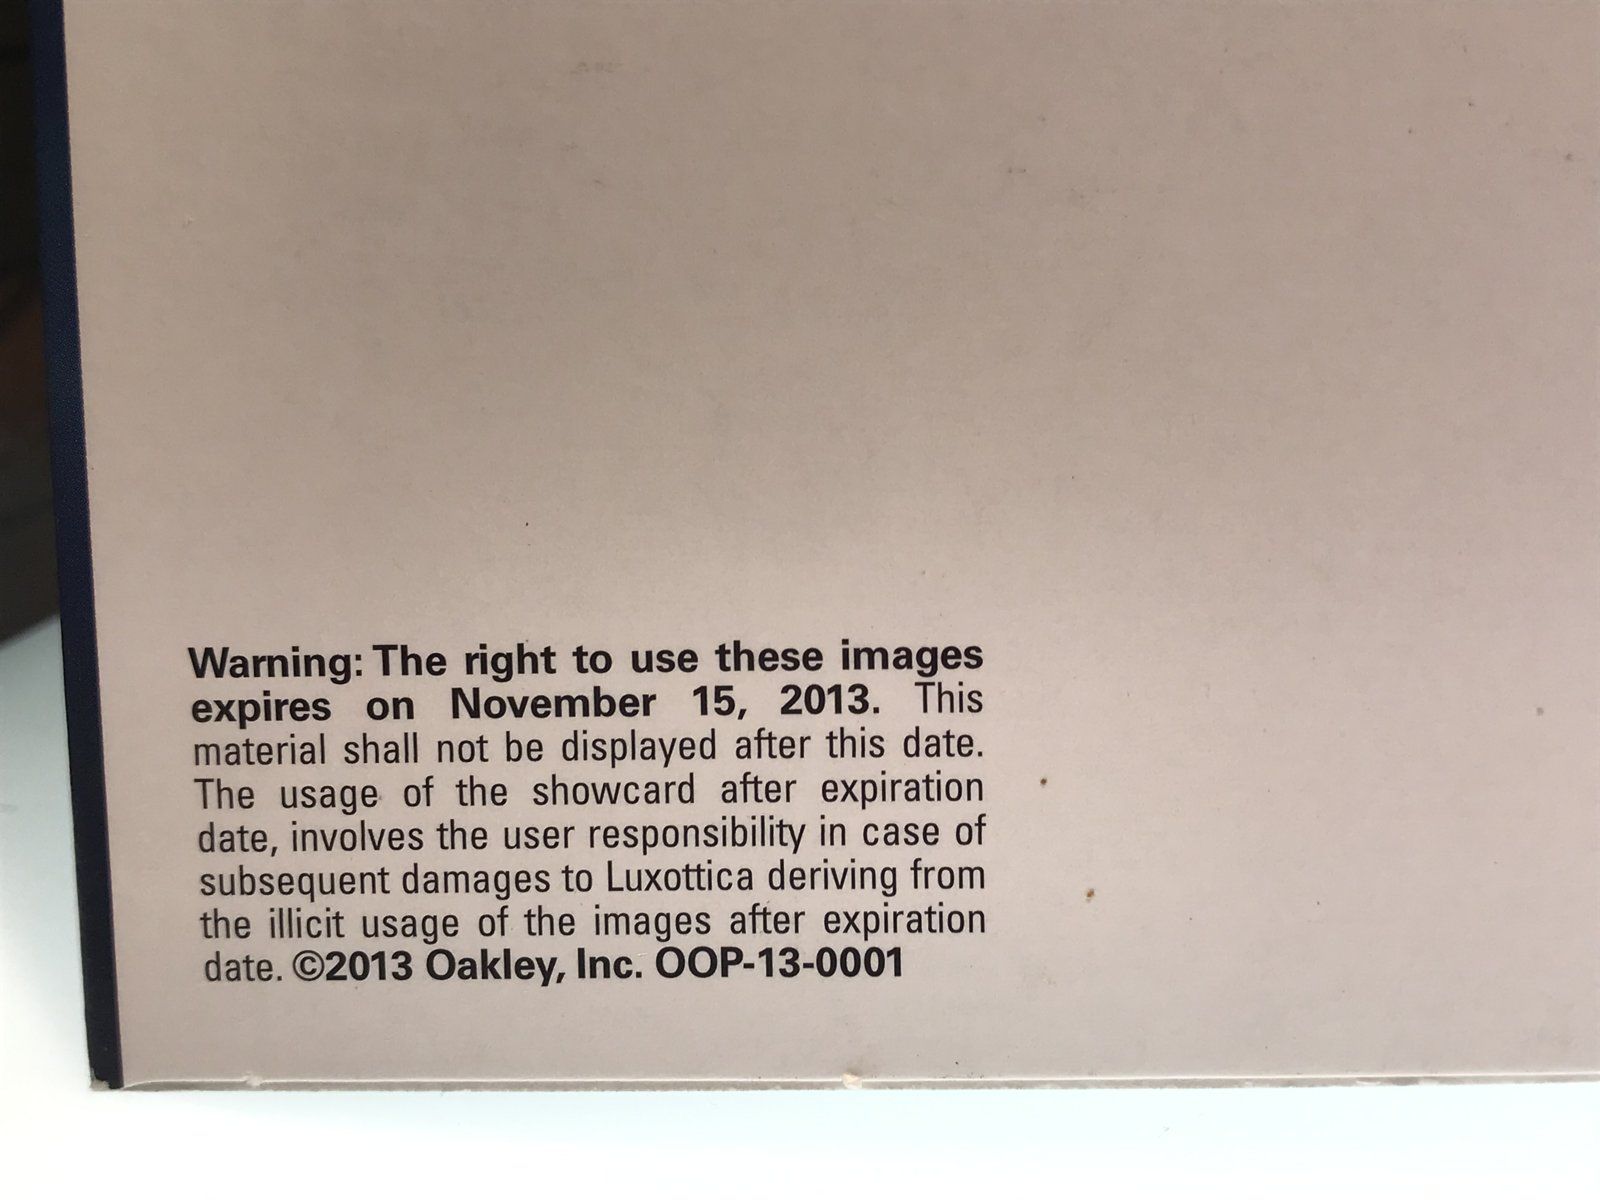 Warning: The right to use these images
expires on November 15, 2013. This
material shall not be displayed after this date.
The usage of the showcard after expiration
date, involves the user responsibility in case of
subsequent damages to Luxottica deriving from
the illicit usage of the images after expiration
date. ©2013 Oakley, Inc. OOP-13-0001